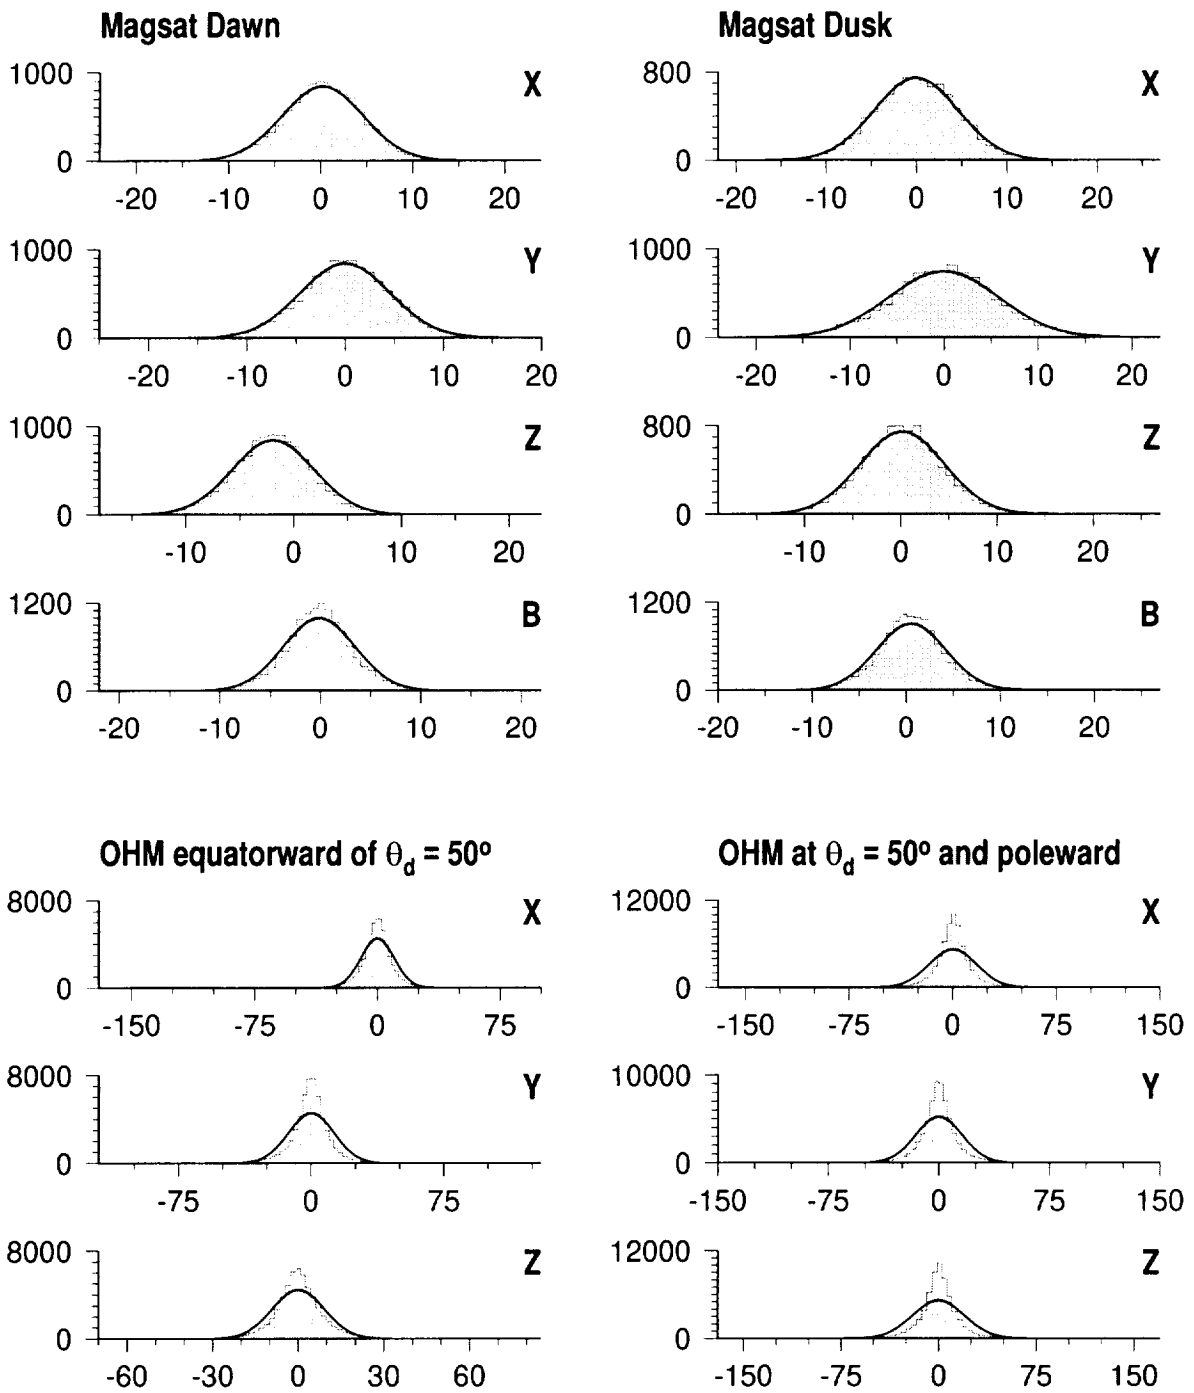 Magsat Dawn
1000
X
0
-20 -10 0 10 20
1000
Y
0
-20 -10 0 10 20
1000
Z
0
-10 0 10 20
1200
B
0
-20 -10 0 10 20
Magsat Dusk
800
X
0
-20 -10 0 10 20
1000
Y
0
-20 -10 0 10 20
800
Z
0
-10 0 10 20
1200
B
0
-20 -10 0 10 20
OHM equatorward of θd = 50º
8000
X
0
-150 -75 0 75
8000
Y
0
-75 0 75
8000
Z
0
-60 -30 0 30 60
OHM at θd = 50º and poleward
12000
X
0
-150 -75 0 75 150
10000
Y
0
-150 -75 0 75 150
12000
Z
0
-150 -75 0 75 150